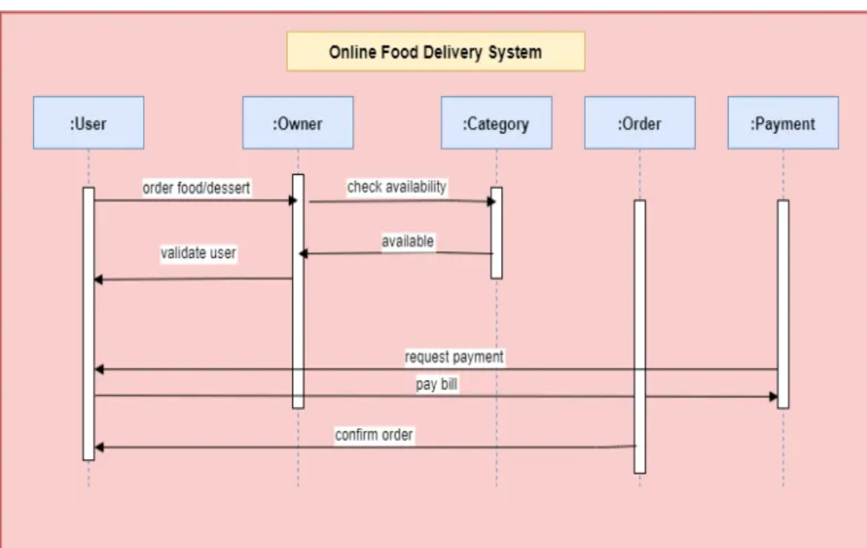 Online Food Delivery System
:User
:Owner
:Category
:Order
:Payment
order food/dessert
check availability
available
validate user
request payment
pay bill
confirm order